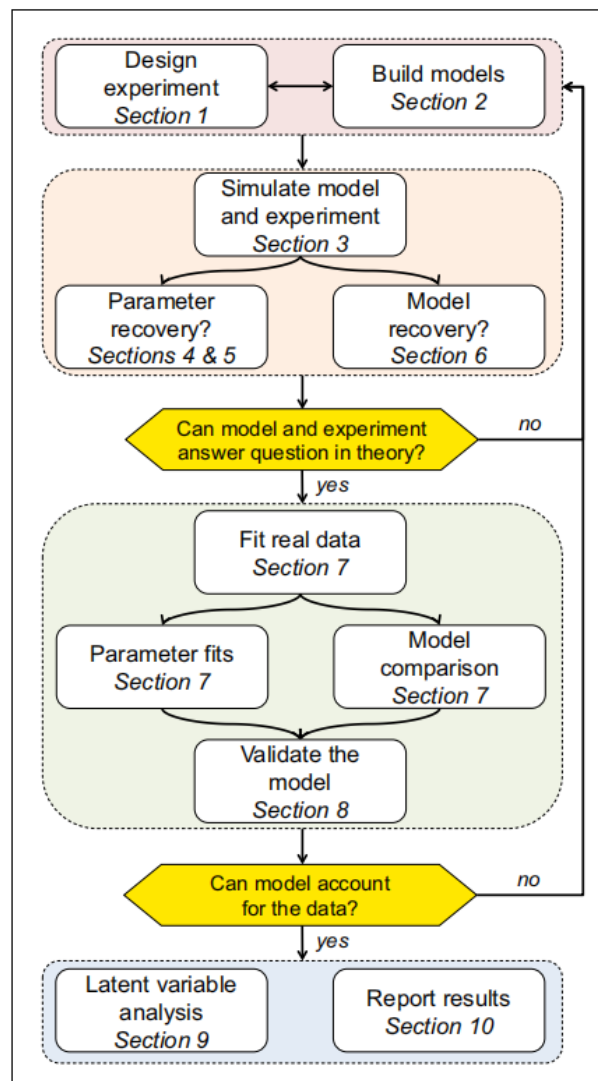 Design
experiment
Section 1
Build models
Section 2
Simulate model
and experiment
Section 3
Parameter
recovery?
Sections 4 & 5
Model
recovery?
Section 6
Can model and experiment
answer question in theory?
no
yes
Fit real data
Section 7
Parameter fits
Section 7
Model
comparison
Section 7
Validate the
model
Section 8
Can model account
for the data?
no
yes
Latent variable
analysis
Section 9
Report results
Section 10